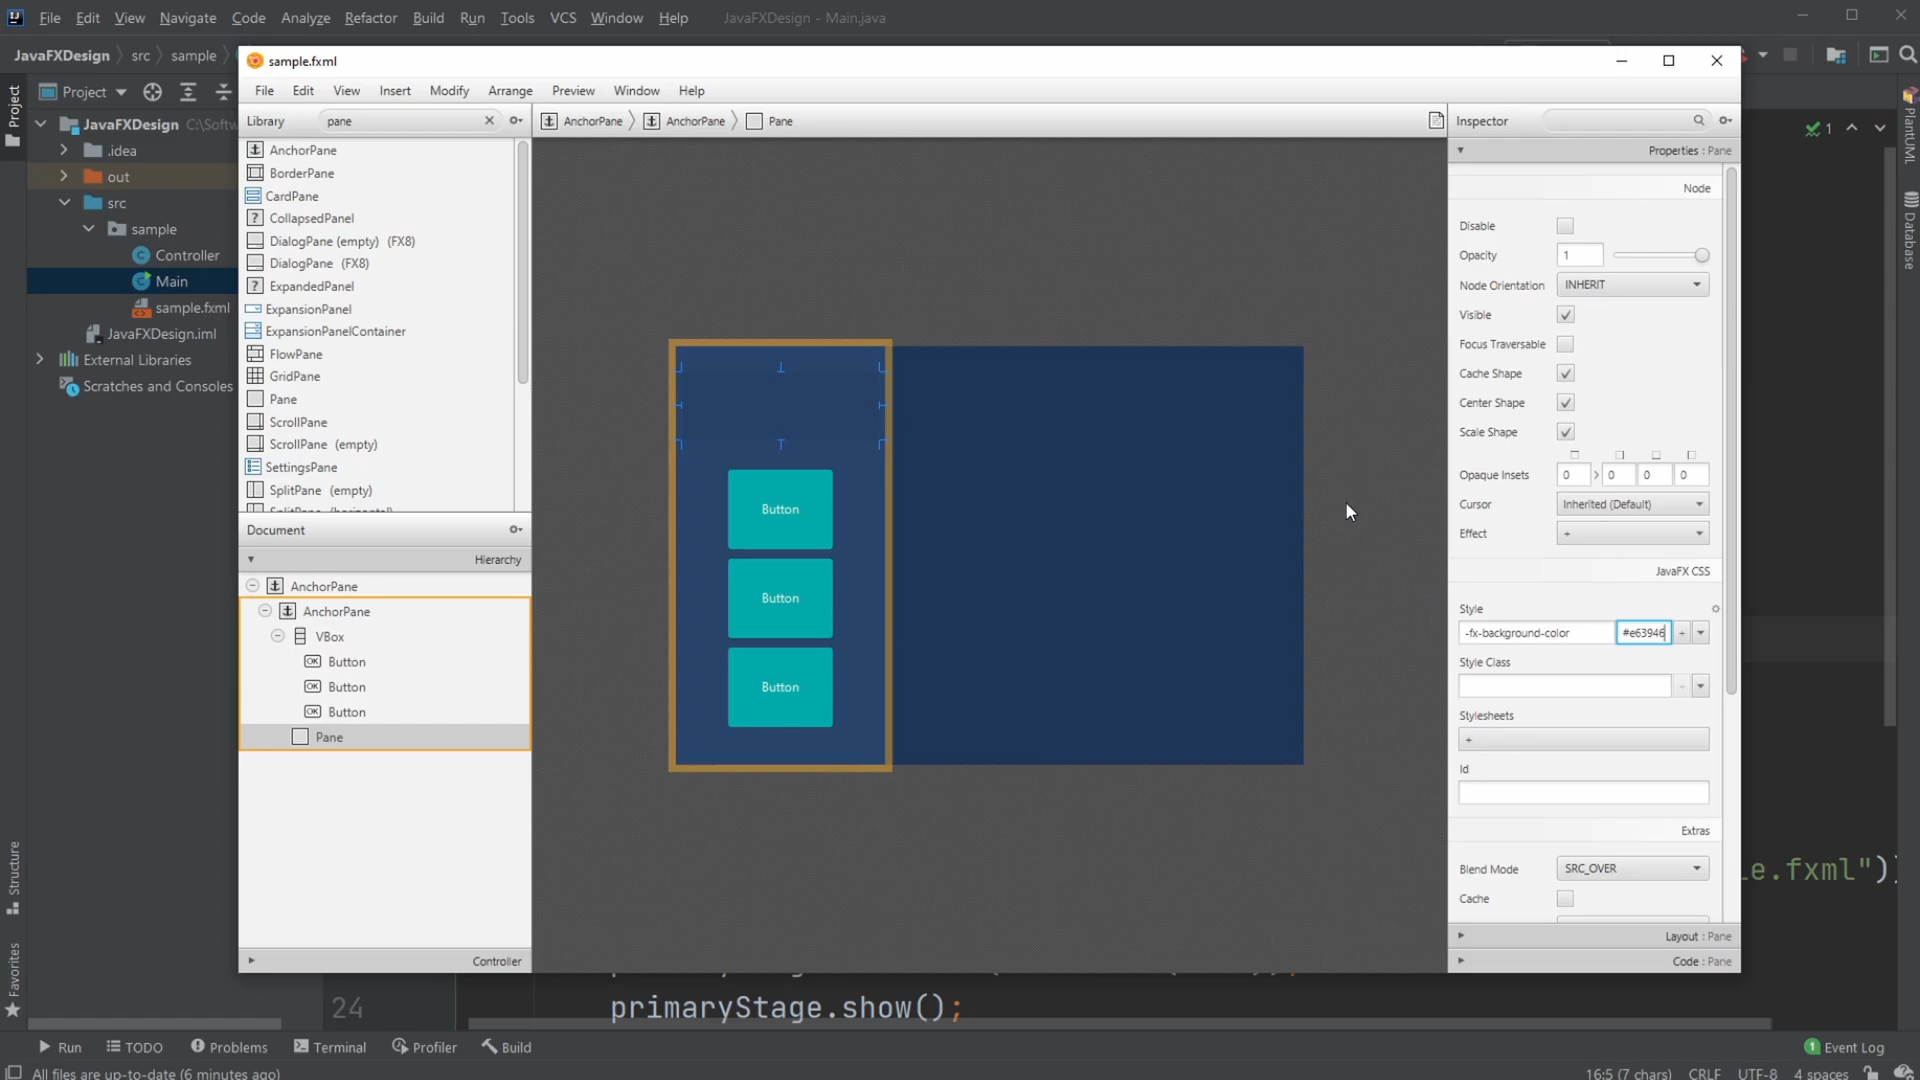 File Edit View Navigate Code Analyze Refactor Build Run Tools VCS Window Help JavaFXDesign - Main.java
JavaFXDesign src sample
sample.fxml
File Edit View Insert Modify Arrange Preview Window Help
Project
Library pane
AnchorPane AnchorPane Pane
Inspector
JavaFXDesign C:\Softw
.idea
out
src
sample
Controller
Main
sample.fxml
JavaFXDesign.iml
External Libraries
Scratches and Consoles
AnchorPane
BorderPane
CardPane
CollapsedPanel
DialogPane (empty) (FX8)
DialogPane (FX8)
ExpandedPanel
ExpansionPanel
ExpansionPanelContainer
FlowPane
GridPane
Pane
ScrollPane
ScrollPane (empty)
SettingsPane
SplitPane (empty)
SplitPane (horizontal)
Document
Hierarchy
AnchorPane
AnchorPane
VBox
Button
Button
Button
Pane
Controller
Button
Button
Button
Properties : Pane
Node
Disable
Opacity 1
Node Orientation INHERIT
Visible
Focus Traversable
Cache Shape
Center Shape
Scale Shape
Opaque Insets 0 0 0 0
Cursor Inherited (Default)
Effect +
JavaFX CSS
Style
-fx-background-color #e63946 +
Style Class
+
Stylesheets
+
Id
Extras
Blend Mode SRC_OVER
Cache
Layout : Pane
Code : Pane
1
PlantUML
Database
Project
Structure
Favorites
le.fxml"))
24 primaryStage.show();
Run TODO Problems Terminal Profiler Build
1 Event Log
All files are up-to-date (6 minutes ago)
16:5 (7 chars) CRLF UTF-8 4 spaces